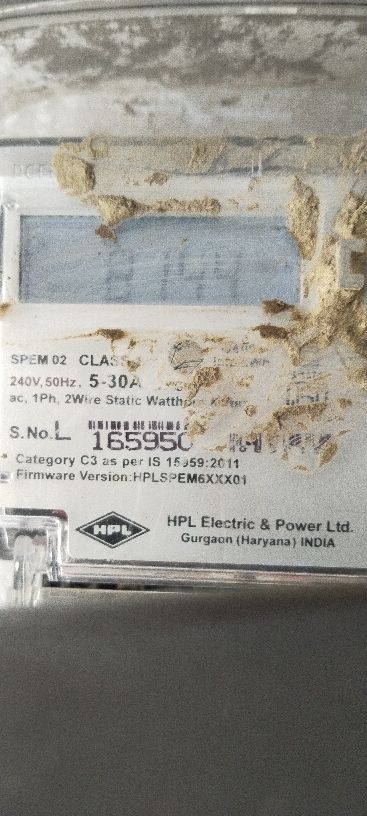 SPEM 02 CLASS
240V, 50Hz, 5-30A
ac, 1Ph, 2Wire Static
S.No. L 165950
Category C3 as per IS 15959:2011
Firmware Version:HPLSPEM6XXX01
HPL
HPL Electric & Power Ltd.
Gurgaon (Haryana) INDIA